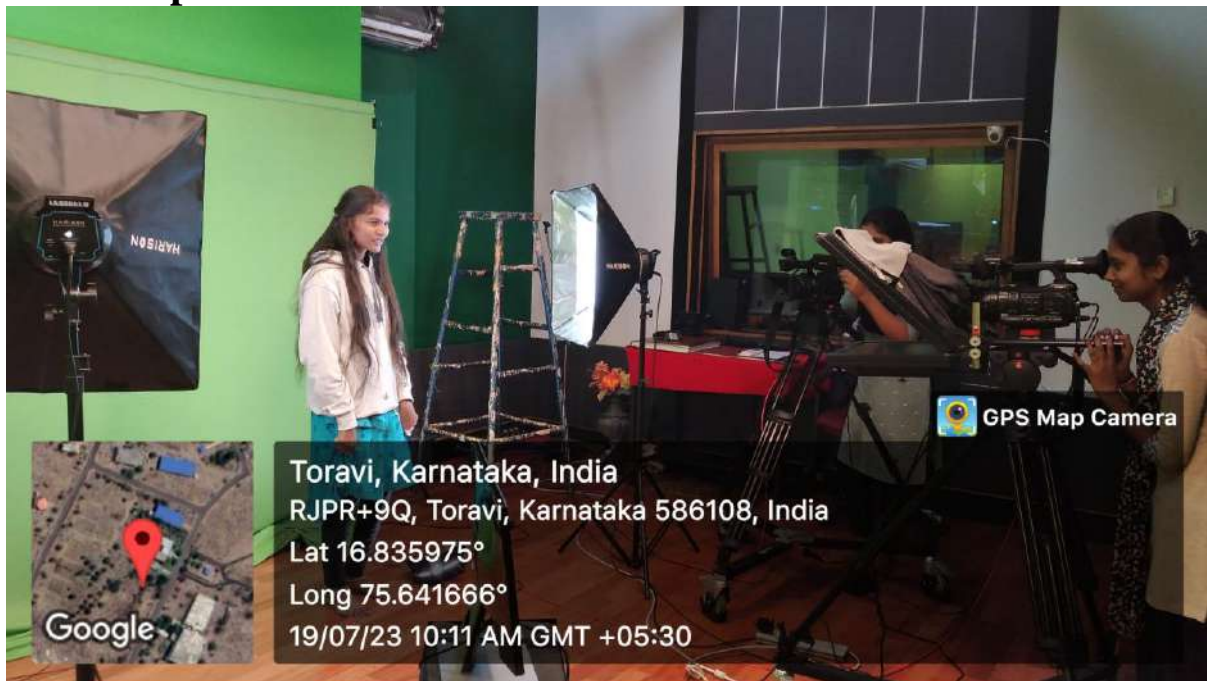 HARISON
HARISON
GPS Map Camera
Toravi, Karnataka, India
RJPR+9Q, Toravi, Karnataka 586108, India
Lat 16.835975°
Long 75.641666°
19/07/23 10:11 AM GMT +05:30
Google